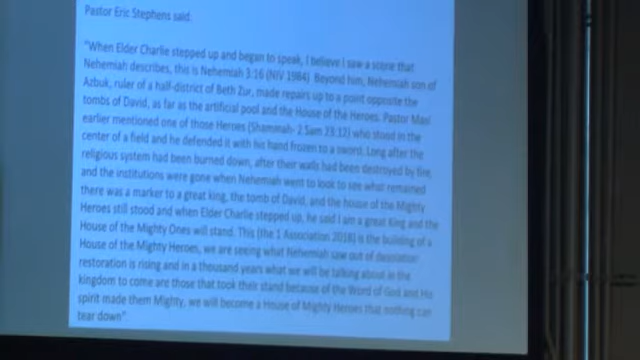 Pastor Eric Stephens said:
"When Elder Charlie stepped up and began to speak, I believe I saw a scene that
Nehemiah describes, this is Nehemiah 3:16 (NIV 1984) Beyond him, Nehemiah son of
Azbuk, ruler of a half-district of Beth Zur, made repairs up to a point opposite the
tombs of David, as far as the artificial pool and the House of the Heroes. Pastor
earlier mentioned one of those Heroes (Shammah- 2 Sam 23:12) who stood in the
center of a field and he defended it with his hand frozen to a sword. Long after the
religious system had been burned down, after their walls had been destroyed by fire,
and the institutions were gone when Nehemiah went to look to see what remained
there was a marker to a great king, the tomb of David, and the house of the Mighty
Heroes still stood and when Elder Charlie stepped up, he said I am a great King and the
House of the Mighty Ones will stand. This (the 1 Association 2018) is the building of a
House of the Mighty Heroes, we are seeing what Nehemiah saw out of desolation
restoration is rising and in a thousand years what we will be talking about in the
kingdom to come are those that took their stand because of the Word of God and His
spirit made them Mighty, we will become a House of Mighty Heroes that nothing can
tear down".